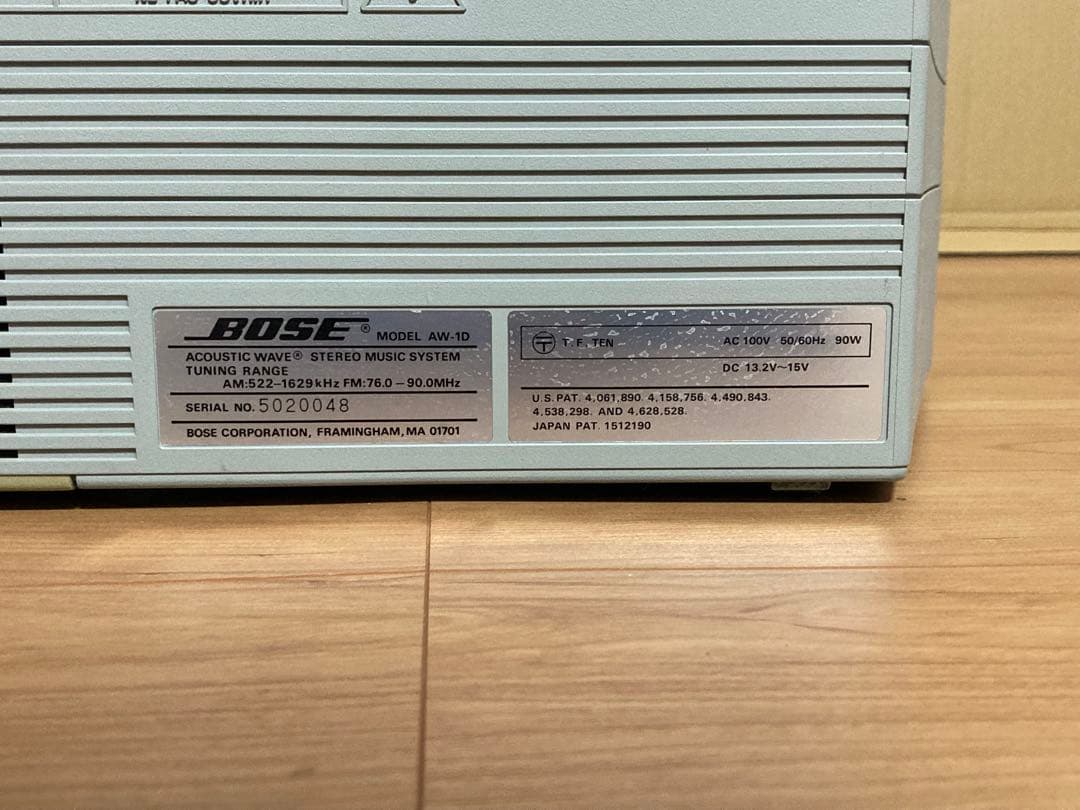 BOSE® MODEL AW-1D
ACOUSTIC WAVE® STEREO MUSIC SYSTEM
TUNING RANGE
AM:522-1629kHz FM:76.0-90.0MHz
SERIAL NO. 5020048
BOSE CORPORATION, FRAMINGHAM, MA 01701
T. F. TEN AC 100V 50/60Hz 90W
DC 13.2V~15V
U.S. PAT. 4,061,890. 4,158,756. 4,490,843.
4,538,298. AND 4,628,528.
JAPAN PAT. 1512190